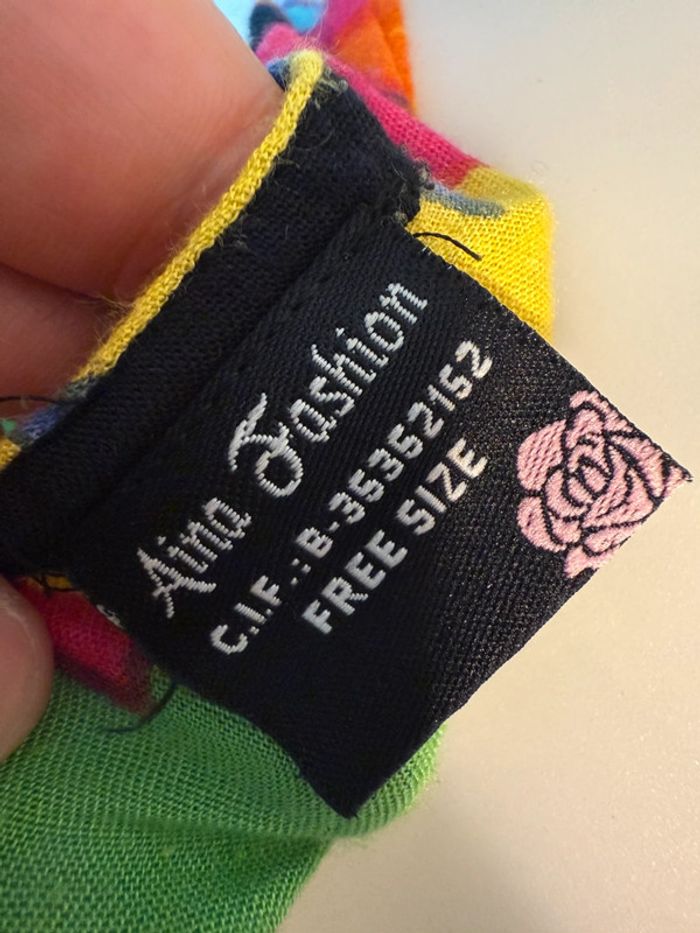 Aina Fashion
C.I.F.:B-35352152
FREE SIZE